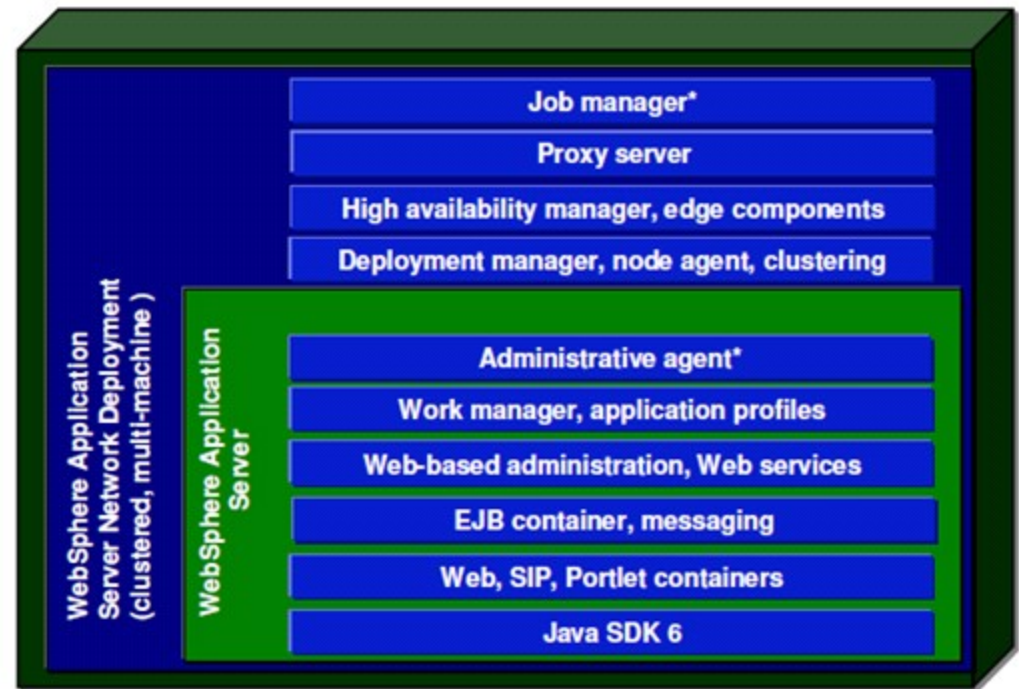 Job manager*
Proxy server
High availability manager, edge components
Deployment manager, node agent, clustering
WebSphere Application
Server Network Deployment
(clustered, multi-machine )
WebSphere Application
Server
Administrative agent*
Work manager, application profiles
Web-based administration, Web services
EJB container, messaging
Web, SIP, Portlet containers
Java SDK 6